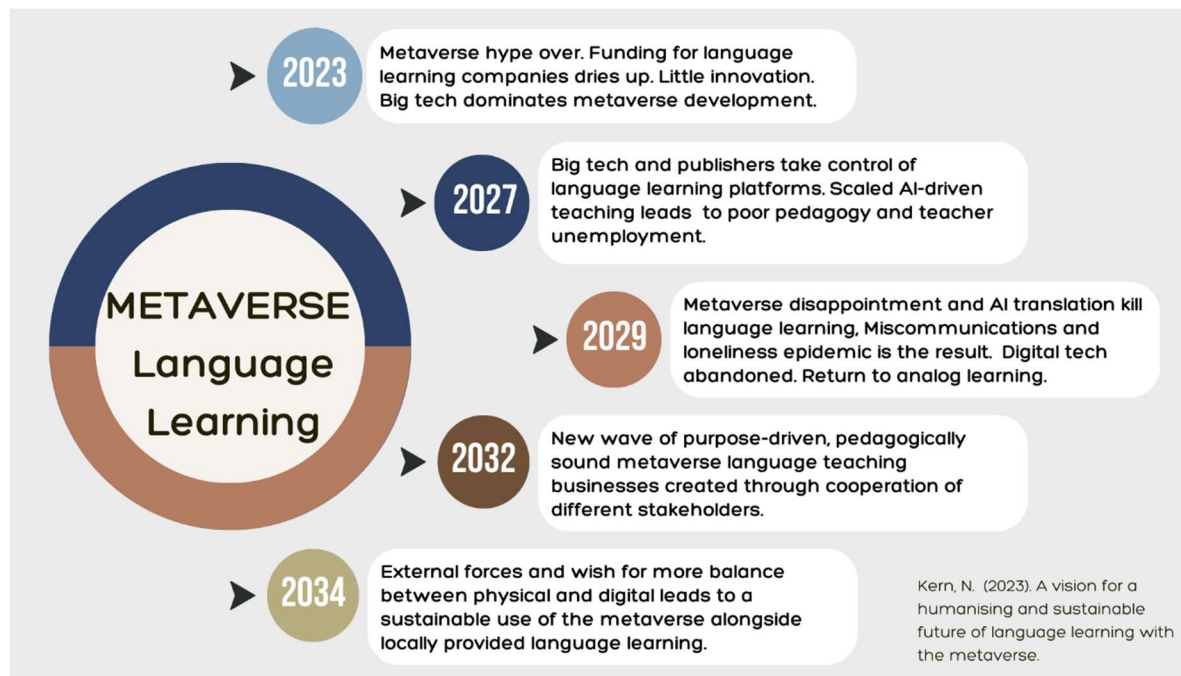 2023
Metaverse hype over. Funding for language
learning companies dries up. Little innovation.
Big tech dominates metaverse development.
2027
Big tech and publishers take control of
language learning platforms. Scaled AI-driven
teaching leads to poor pedagogy and teacher
unemployment.
METAVERSE
Language
Learning
2029
Metaverse disappointment and AI translation kill
language learning, Miscommunications and
loneliness epidemic is the result. Digital tech
abandoned. Return to analog learning.
2032
New wave of purpose-driven, pedagogically
sound metaverse language teaching
businesses created through cooperation of
different stakeholders.
2034
External forces and wish for more balance
between physical and digital leads to a
sustainable use of the metaverse alongside
locally provided language learning.
Kern, N. (2023). A vision for a
humanising and sustainable
future of language learning with
the metaverse.